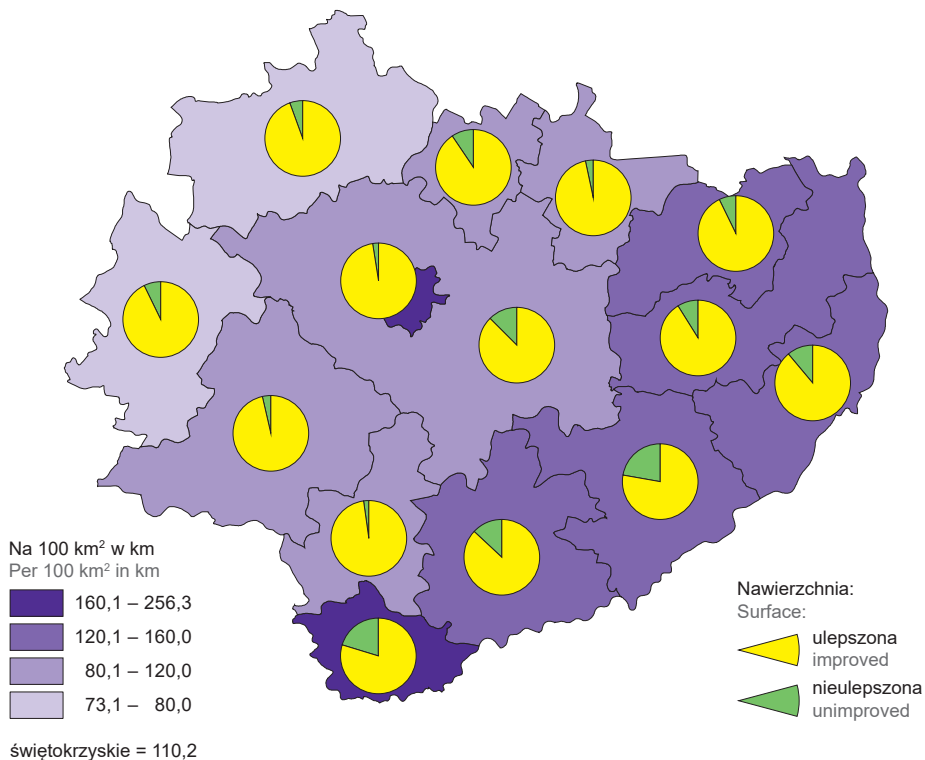 Na 100 km² w km
Per 100 km² in km
160,1 – 256,3
120,1 – 160,0
80,1 – 120,0
73,1 – 80,0
świętokrzyskie = 110,2
Nawierzchnia:
Surface:
ulepszona
improved
nieulepszona
unimproved